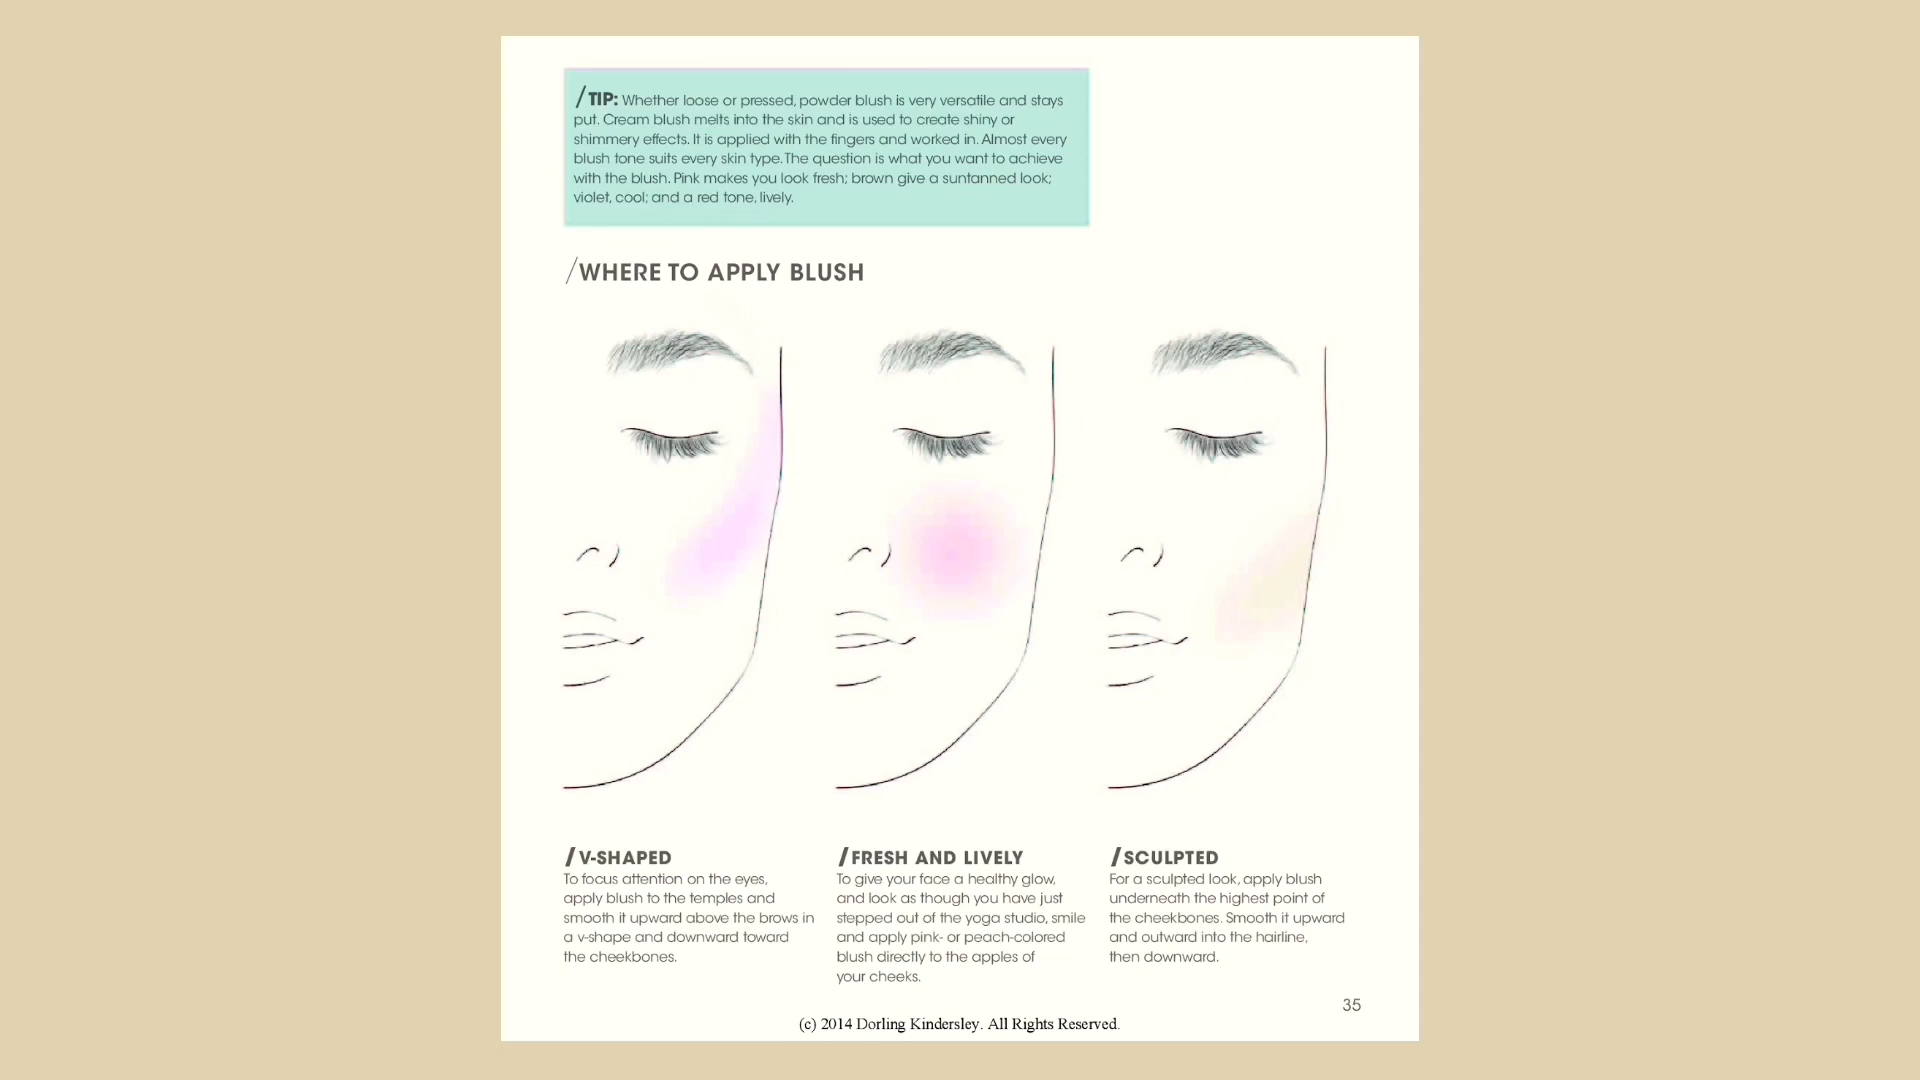 /TIP: Whether loose or pressed, powder blush is very versatile and stays
put. Cream blush melts into the skin and is used to create shiny or
shimmery effects. It is applied with the fingers and worked in. Almost every
blush tone suits every skin type. The question is what you want to achieve
with the blush. Pink makes you look fresh; brown give a suntanned look;
violet, cool; and a red tone, lively.
/WHERE TO APPLY BLUSH
/V-SHAPED
To focus attention on the eyes,
apply blush to the temples and
smooth it upward above the brows in
a v-shape and downward toward
the cheekbones.
/FRESH AND LIVELY
To give your face a healthy glow,
and look as though you have just
stepped out of the yoga studio, smile
and apply pink- or peach-colored
blush directly to the apples of
your cheeks.
/SCULPTED
For a sculpted look, apply blush
underneath the highest point of
the cheekbones. Smooth it upward
and outward into the hairline,
then downward.
35
(c) 2014 Dorling Kindersley. All Rights Reserved.